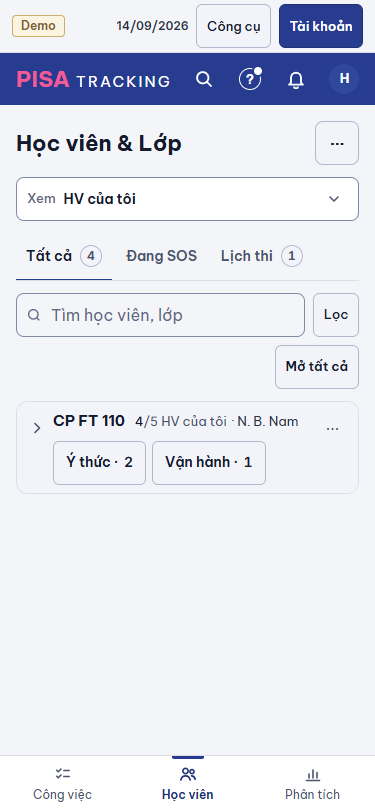 Demo 14/09/2026 Công cụ Tài khoản
PISA TRACKING ? H
Học viên & Lớp ...
Xem HV của tôi
Tất cả 4 Đang SOS Lịch thi 1
Tìm học viên, lớp Lọc
Mở tất cả
CP FT 110 4/5 HV của tôi · N. B. Nam ...
Ý thức · 2 Vận hành · 1
Công việc Học viên Phân tích